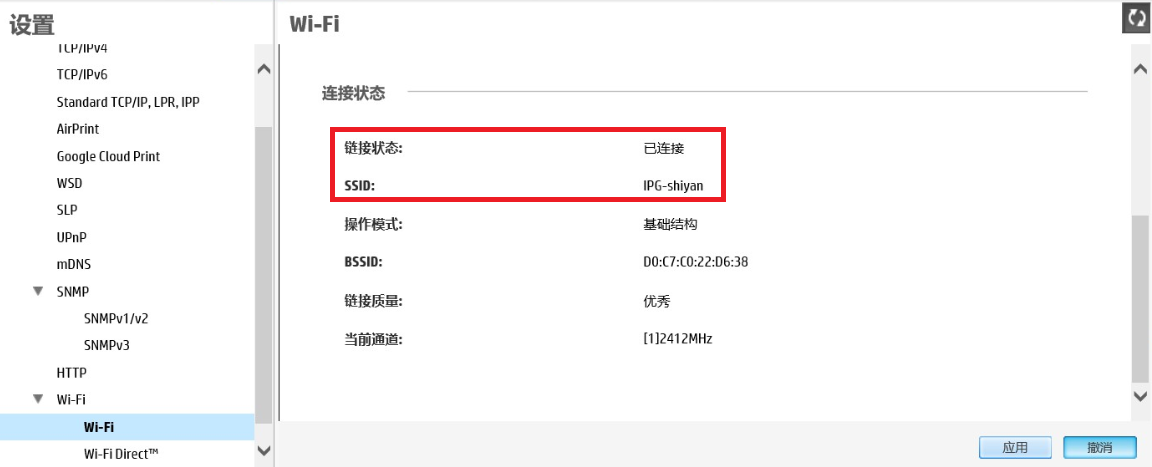 设置
TCP/IPv4
TCP/IPv6
Standard TCP/IP, LPR, IPP
AirPrint
Google Cloud Print
WSD
SLP
UPnP
mDNS
SNMP
SNMPv1/v2
SNMPv3
HTTP
Wi-Fi
Wi-Fi
Wi-Fi Direct™
Wi-Fi
连接状态
链接状态: 已连接
SSID: IPG-shiyan
操作模式: 基础结构
BSSID: D0:C7:C0:22:D6:38
链接质量: 优秀
当前通道: [1]2412MHz
应用 撤消